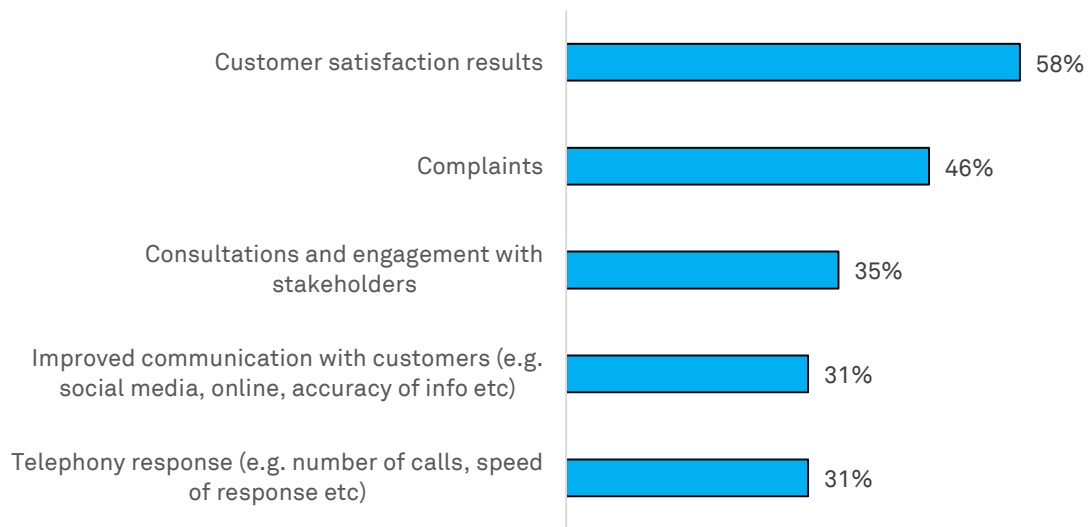 Customer satisfaction results
58%
Complaints
46%
Consultations and engagement with
stakeholders
35%
Improved communication with customers (e.g.
social media, online, accuracy of info etc)
31%
Telephony response (e.g. number of calls, speed
of response etc)
31%